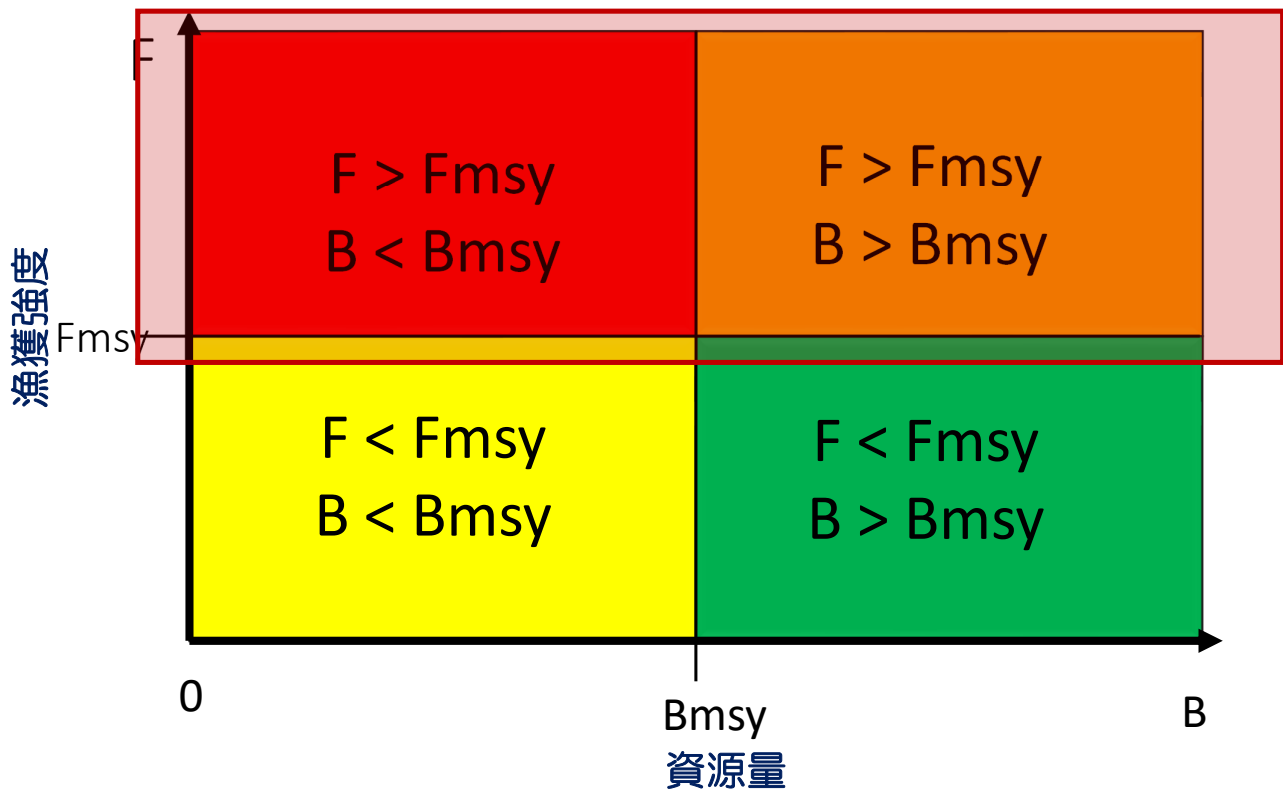 F
F > Fmsy
B < Bmsy
F > Fmsy
B > Bmsy
漁獲強度
Fmsy
F < Fmsy
B < Bmsy
F < Fmsy
B > Bmsy
0
Bmsy
B
資源量